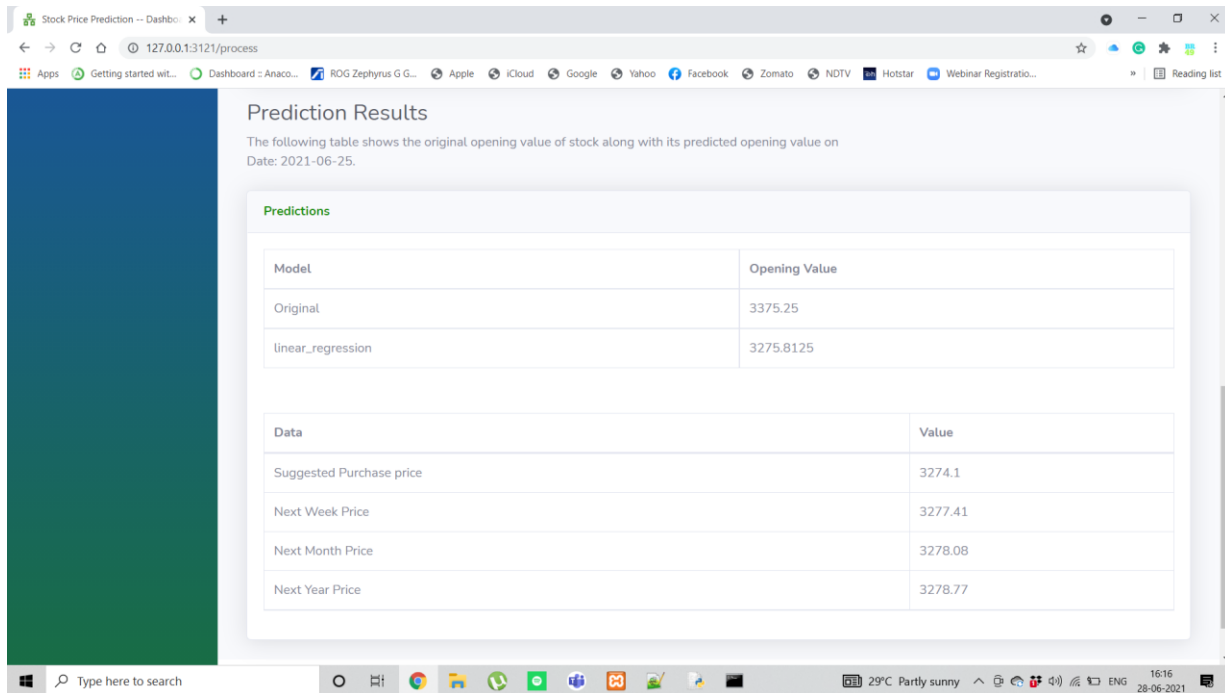 Stock Price Prediction -- Dashbo
127.0.0.1:3121/process
Apps Getting started wit... Dashboard :: Anaco... ROG Zephyrus G G... Apple iCloud Google Yahoo Facebook Zomato NDTV Hotstar Webinar Registratio... » Reading list
Prediction Results
The following table shows the original opening value of stock along with its predicted opening value on
Date: 2021-06-25.
Predictions
Model Opening Value
Original 3375.25
linear_regression 3275.8125
Data Value
Suggested Purchase price 3274.1
Next Week Price 3277.41
Next Month Price 3278.08
Next Year Price 3278.77
Type here to search
29°C Partly sunny ENG 16:16
28-06-2021